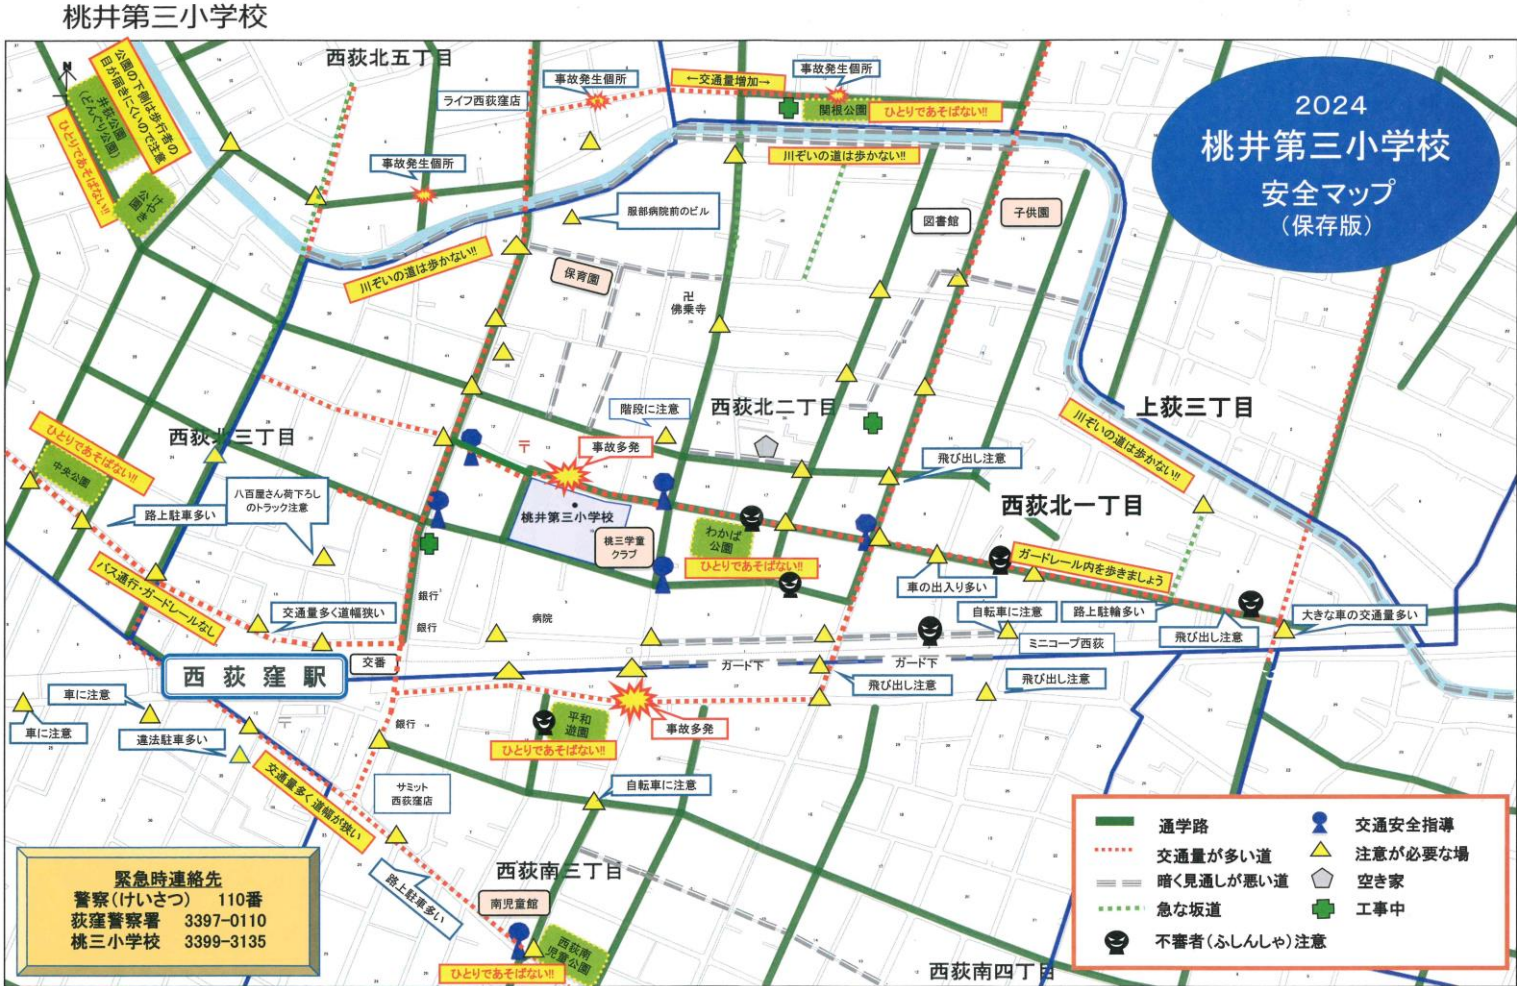 桃井第三小学校
2024
桃井第三小学校
安全マップ
(保存版)
西荻北五丁目
公園の下側は歩行者の
目が届きにくいので注意
井荻公園
(どんぐり公園)
ひとりであそばない!!
けやき
公園
N
ライフ西荻窪店
事故発生個所
←交通量増加→
事故発生個所
関根公園
ひとりであそばない!!
川ぞいの道は歩かない!!
事故発生個所
服部病院前のビル
図書館
子供園
川ぞいの道は歩かない!!
保育園
卍
佛乗寺
上荻三丁目
川ぞいの道は歩かない!!
階段に注意
西荻北二丁目
西荻北三丁目
ひとりであそばない!!
中央公園
〒
事故多発
飛び出し注意
西荻北一丁目
路上駐車多い
八百屋さん荷下ろし
のトラック注意
桃井第三小学校
桃三学童
クラブ
わかば
公園
ひとりであそばない!!
ガードレール内を歩きましょう
車の出入り多い
バス通行・ガードレールなし
交通量多く道幅狭い
銀行
銀行
病院
自転車に注意
路上駐輪多い
飛び出し注意
大きな車の交通量多い
ミニコープ西荻
西荻窪駅
交番
ガード下
ガード下
飛び出し注意
飛び出し注意
車に注意
車に注意
違法駐車多い
〒
銀行
平和
遊園
ひとりであそばない!!
事故多発
交通量多く道幅が狭い
サミット
西荻窪店
自転車に注意
西荻南三丁目
路上駐車多い
南児童館
西荻南
児童公園
ひとりであそばない!!
西荻南四丁目
緊急時連絡先
警察(けいさつ) 110番
荻窪警察署 3397-0110
桃三小学校 3399-3135
通学路
交通安全指導
交通量が多い道
注意が必要な場
暗く見通しが悪い道
空き家
急な坂道
工事中
不審者(ふしんしゃ)注意